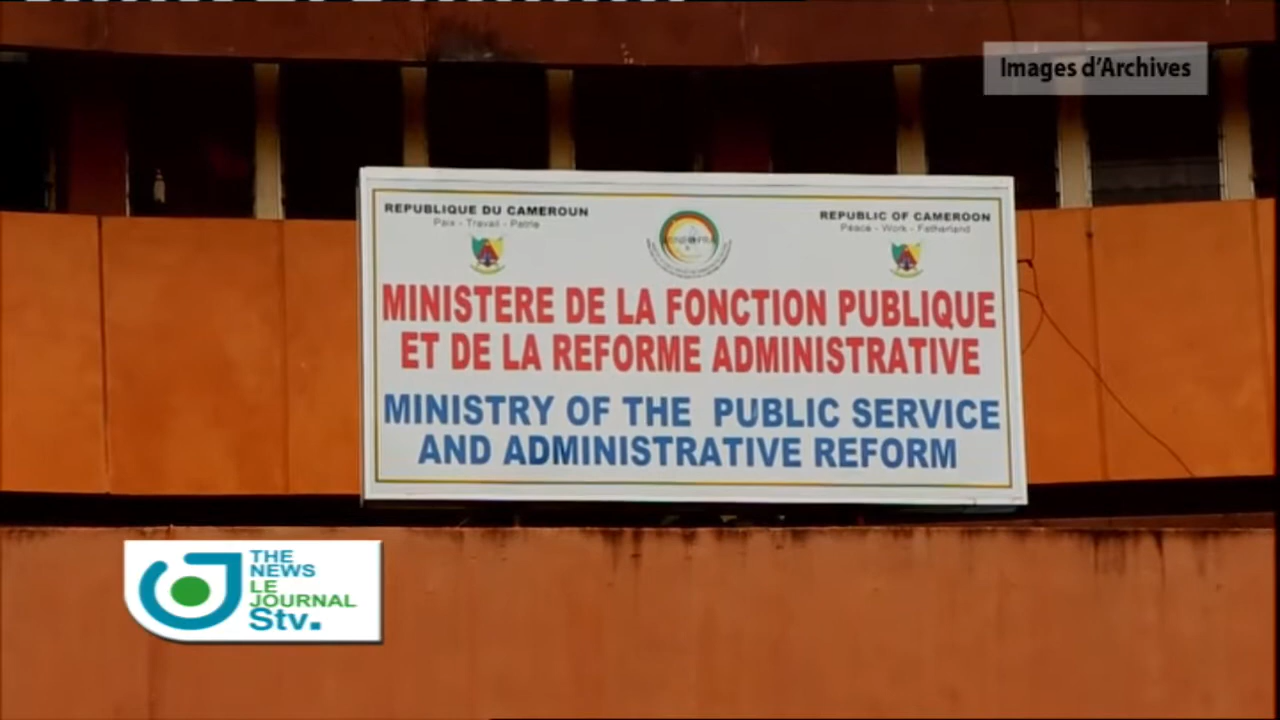 Images d'Archives
REPUBLIQUE DU CAMEROUN
Paix - Travail - Patrie
REPUBLIC OF CAMEROON
Peace - Work - Fatherland
MINISTERE DE LA FONCTION PUBLIQUE
ET DE LA REFORME ADMINISTRATIVE
MINISTRY OF THE PUBLIC SERVICE
AND ADMINISTRATIVE REFORM
THE
NEWS
LE
JOURNAL
Stv.